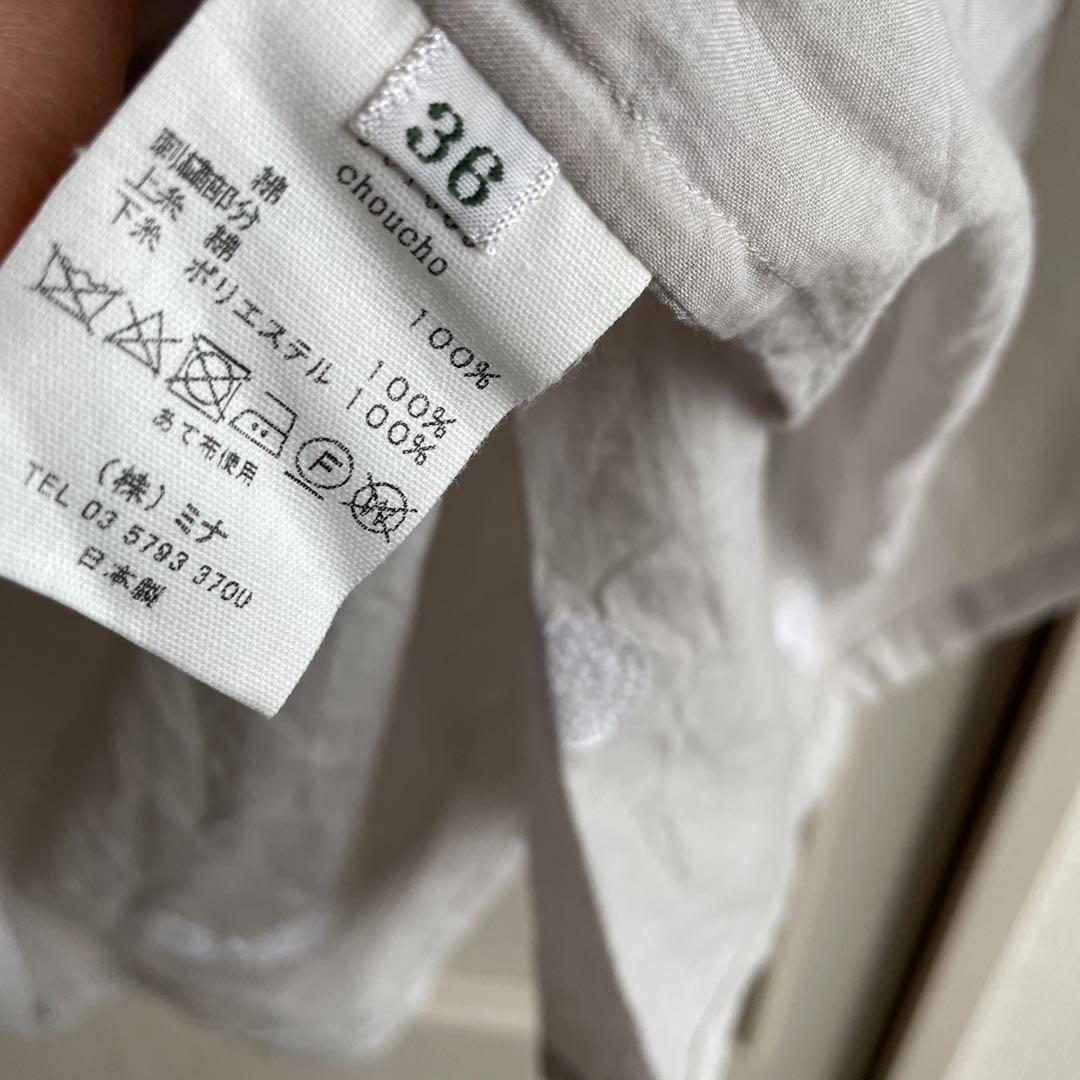 36
choucho
綿 100%
刺繍部分
上糸 綿 100%
下糸 ポリエステル 100%
あて布使用
F
W
(株)ミナ
TEL 03 5793 3700
日本製